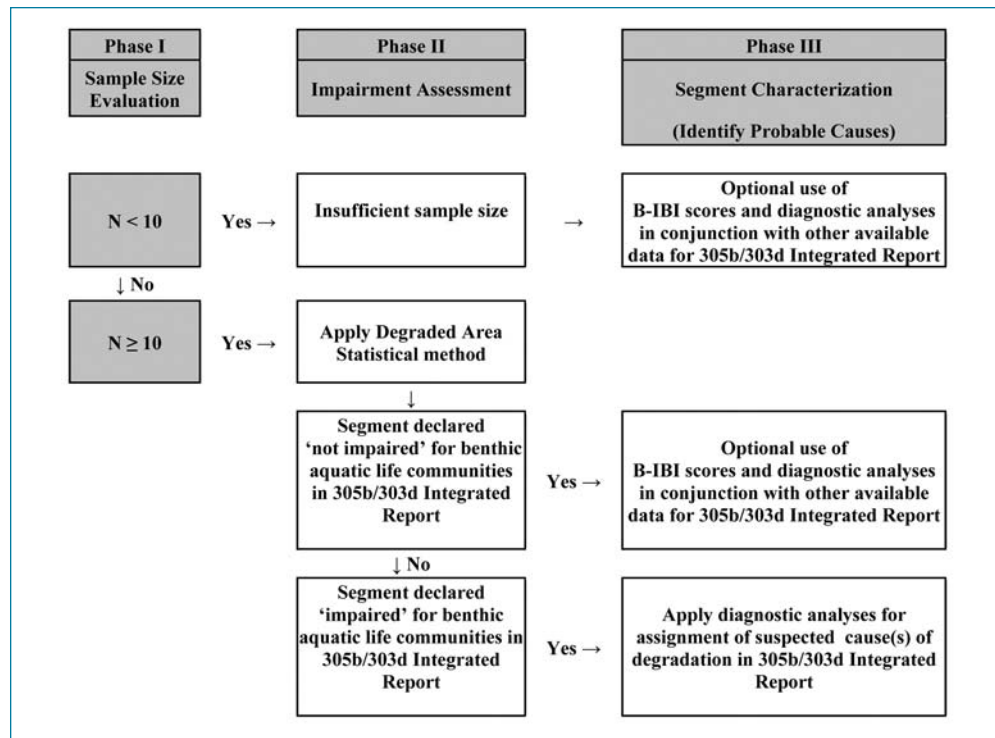 Phase I
Sample Size
Evaluation
Phase II
Impairment Assessment
Phase III
Segment Characterization
(Identify Probable Causes)
N < 10
Yes →
Insufficient sample size
→
Optional use of
B-IBI scores and diagnostic analyses
in conjunction with other available
data for 305b/303d Integrated Report
↓ No
N ≥ 10
Yes →
Apply Degraded Area
Statistical method
↓
Segment declared
‘not impaired’ for benthic
aquatic life communities
in 305b/303d Integrated
Report
Yes →
Optional use of
B-IBI scores and diagnostic analyses
in conjunction with other available
data for 305b/303d Integrated Report
↓ No
Segment declared
‘impaired’ for benthic
aquatic life communities in
305b/303d Integrated
Report
Yes →
Apply diagnostic analyses for
assignment of suspected cause(s) of
degradation in 305b/303d Integrated
Report